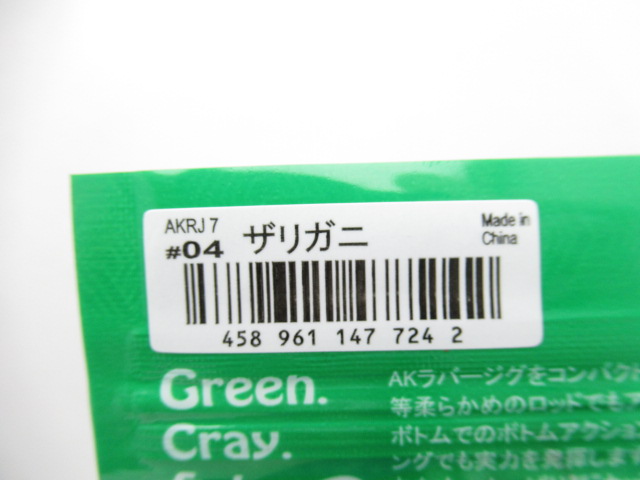 AKRJ 7
#04 ザリガニ
Made in
China
458 961 147 724 2
Green.
Cray.
AKラバージグをコンパク
等柔らかめのロッドでも
ボトムでのボトムアクショ
ングでも実力を発揮しま